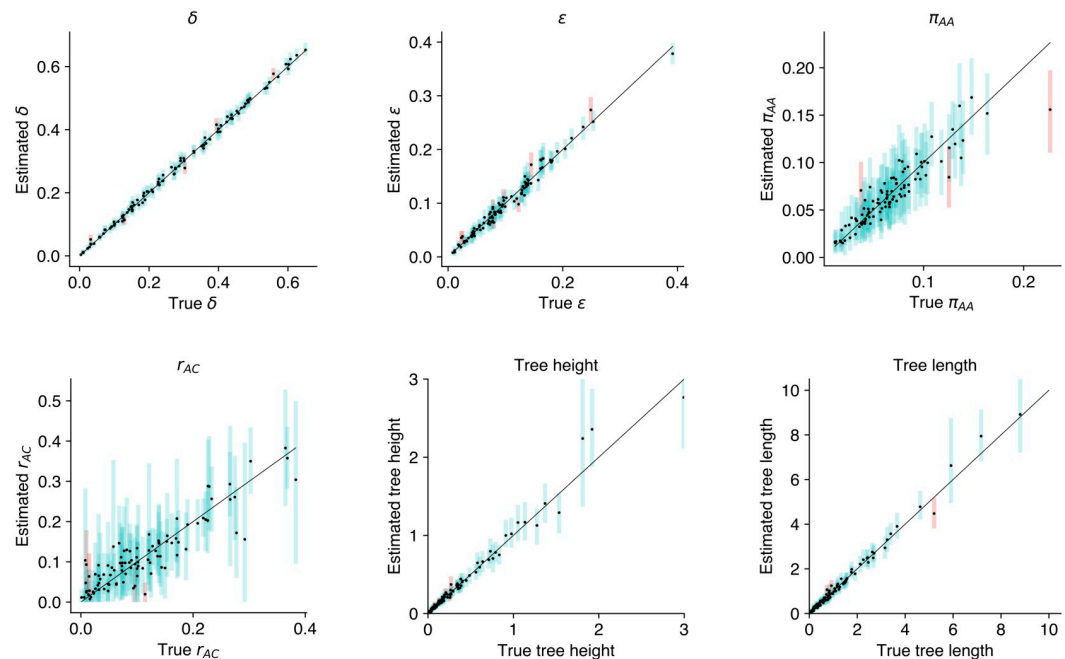 δ
Estimated δ
0.6
0.4
0.2
0.0
0.0 0.2 0.4 0.6
True δ
ε
Estimated ε
0.4
0.3
0.2
0.1
0.0
0.0 0.2 0.4
True ε
π_AA
Estimated π_AA
0.20
0.15
0.10
0.05
0.00
0.1 0.2
True π_AA
r_AC
Estimated r_AC
0.5
0.4
0.3
0.2
0.1
0.0
0.0 0.2 0.4
True r_AC
Tree height
Estimated tree height
3
2
1
0
0 1 2 3
True tree height
Tree length
Estimated tree length
10
8
6
4
2
0
0 2 4 6 8 10
True tree length